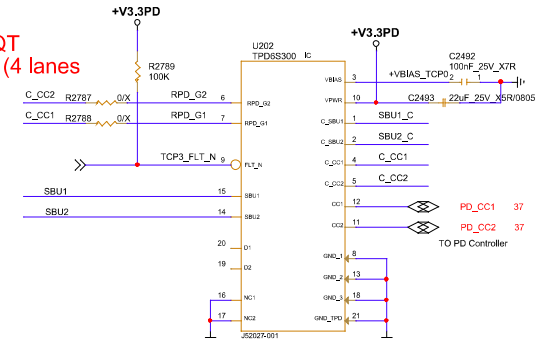 +V3.3PD
+V3.3PD
QT
(4 lanes
R2789
100K
U202
TPD6S300 IC
C2492
100nF_25V_X7R
+VBIAS_TCP0 2 1
VBIAS 3
C_CC2 R2787 0/X RPD_G2 6 RPD_G2
VPWR 10 C2493 22uF_25V_X5R/0805
C_CC1 R2788 0/X RPD_G1 7 RPD_G1
C_SBU1 1 SBU1_C
C_SBU2 2 SBU2_C
TCP3_FLT_N 9 FLT_N
C_CC1 4 C_CC1
C_CC2 5 C_CC2
SBU1 15 SBU1
CC1 12 PD_CC1 37
SBU2 14 SBU2
CC2 11 PD_CC2 37
TO PD Controller
20 D1
GND_1 8
19 D2
GND_2 13
16 NC1
GND_3 18
17 NC2
GND_TPD 21
J52027-001